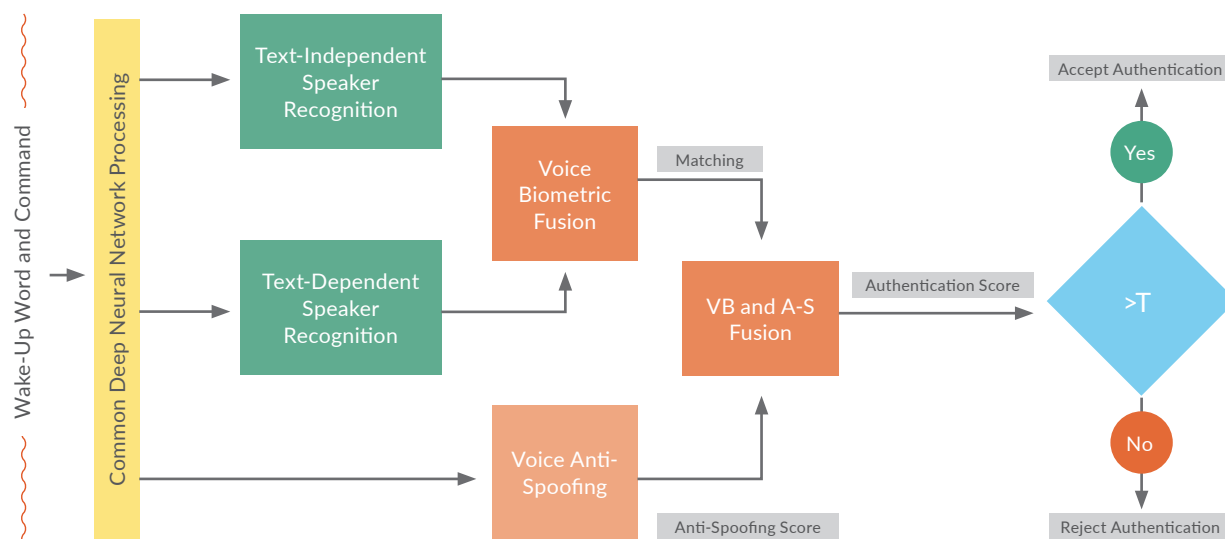 Wake-Up Word and Command
Common Deep Neural Network Processing
Text-Independent
Speaker
Recognition
Text-Dependent
Speaker
Recognition
Voice
Biometric
Fusion
Matching
Voice Anti-
Spoofing
Anti-Spoofing Score
VB and A-S
Fusion
Authentication Score
>T
Yes
Accept Authentication
No
Reject Authentication